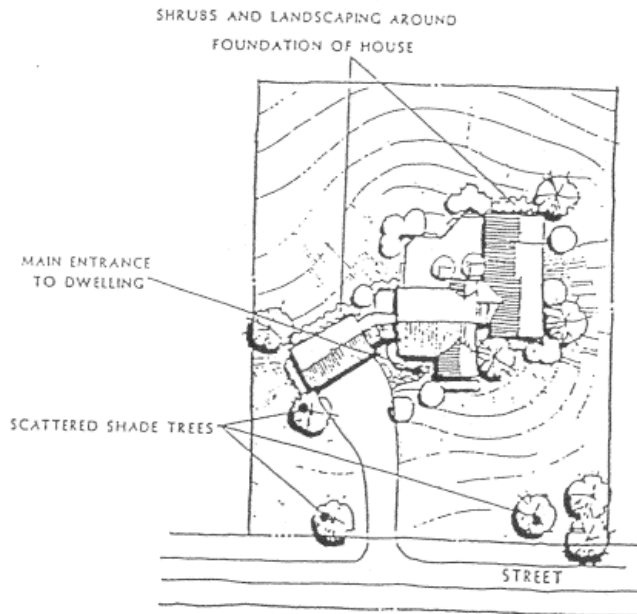 SHRUBS AND LANDSCAPING AROUND
FOUNDATION OF HOUSE
MAIN ENTRANCE
TO DWELLING
SCATTERED SHADE TREES
STREET